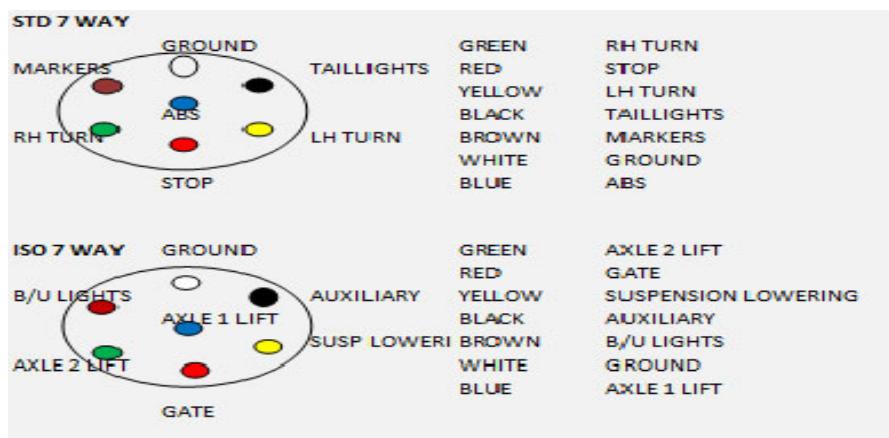 STD 7 WAY
GROUND GREEN RH TURN
MARKERS TAILLIGHTS RED STOP
YELLOW LH TURN
ABS BLACK TAILLIGHTS
RH TURN LH TURN BROWN MARKERS
WHITE GROUND
STOP BLUE ABS
ISO 7 WAY GROUND GREEN AXLE 2 LIFT
RED GATE
B/U LIGHTS AUXILIARY YELLOW SUSPENSION LOWERING
AXLE 1 LIFT BLACK AUXILIARY
SUSP LOWERI BROWN B/U LIGHTS
AXLE 2 LIFT WHITE GROUND
BLUE AXLE 1 LIFT
GATE